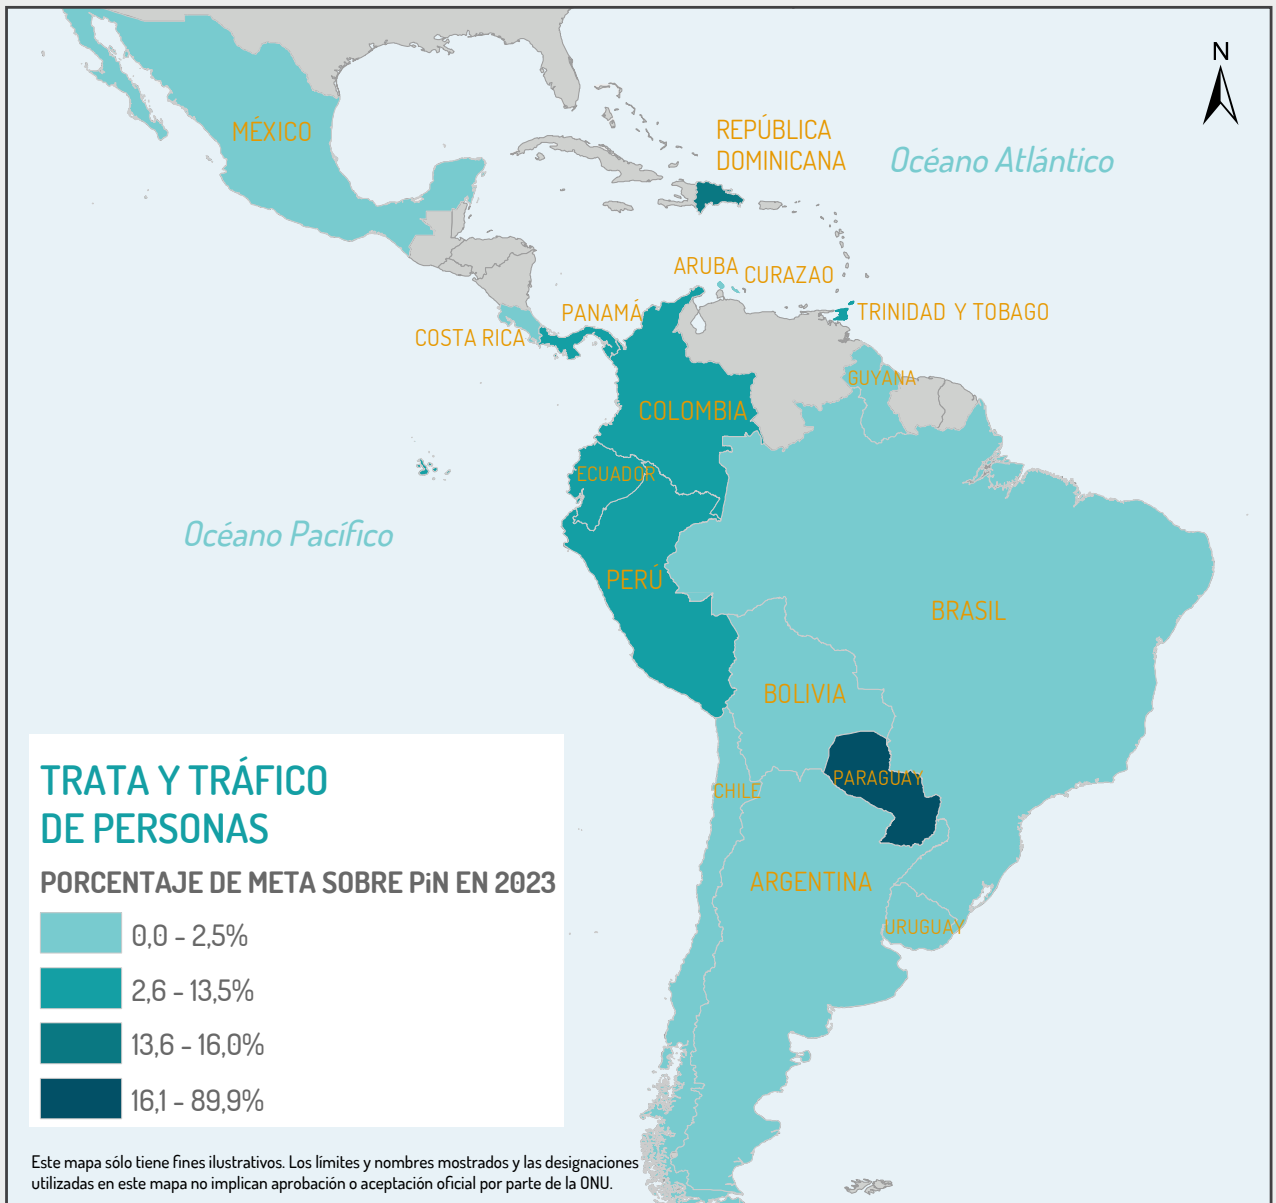 N
MÉXICO
REPÚBLICA
DOMINICANA
Océano Atlántico
ARUBA
CURAZAO
PANAMÁ
TRINIDAD Y TOBAGO
COSTA RICA
GUYANA
COLOMBIA
ECUADOR
Océano Pacífico
PERÚ
BRASIL
BOLIVIA
PARAGUAY
CHILE
ARGENTINA
URUGUAY
TRATA Y TRÁFICO
DE PERSONAS
PORCENTAJE DE META SOBRE PiN EN 2023
0,0 - 2,5%
2,6 - 13,5%
13,6 - 16,0%
16,1 - 89,9%
Este mapa sólo tiene fines ilustrativos. Los límites y nombres mostrados y las designaciones
utilizadas en este mapa no implican aprobación o aceptación oficial por parte de la ONU.